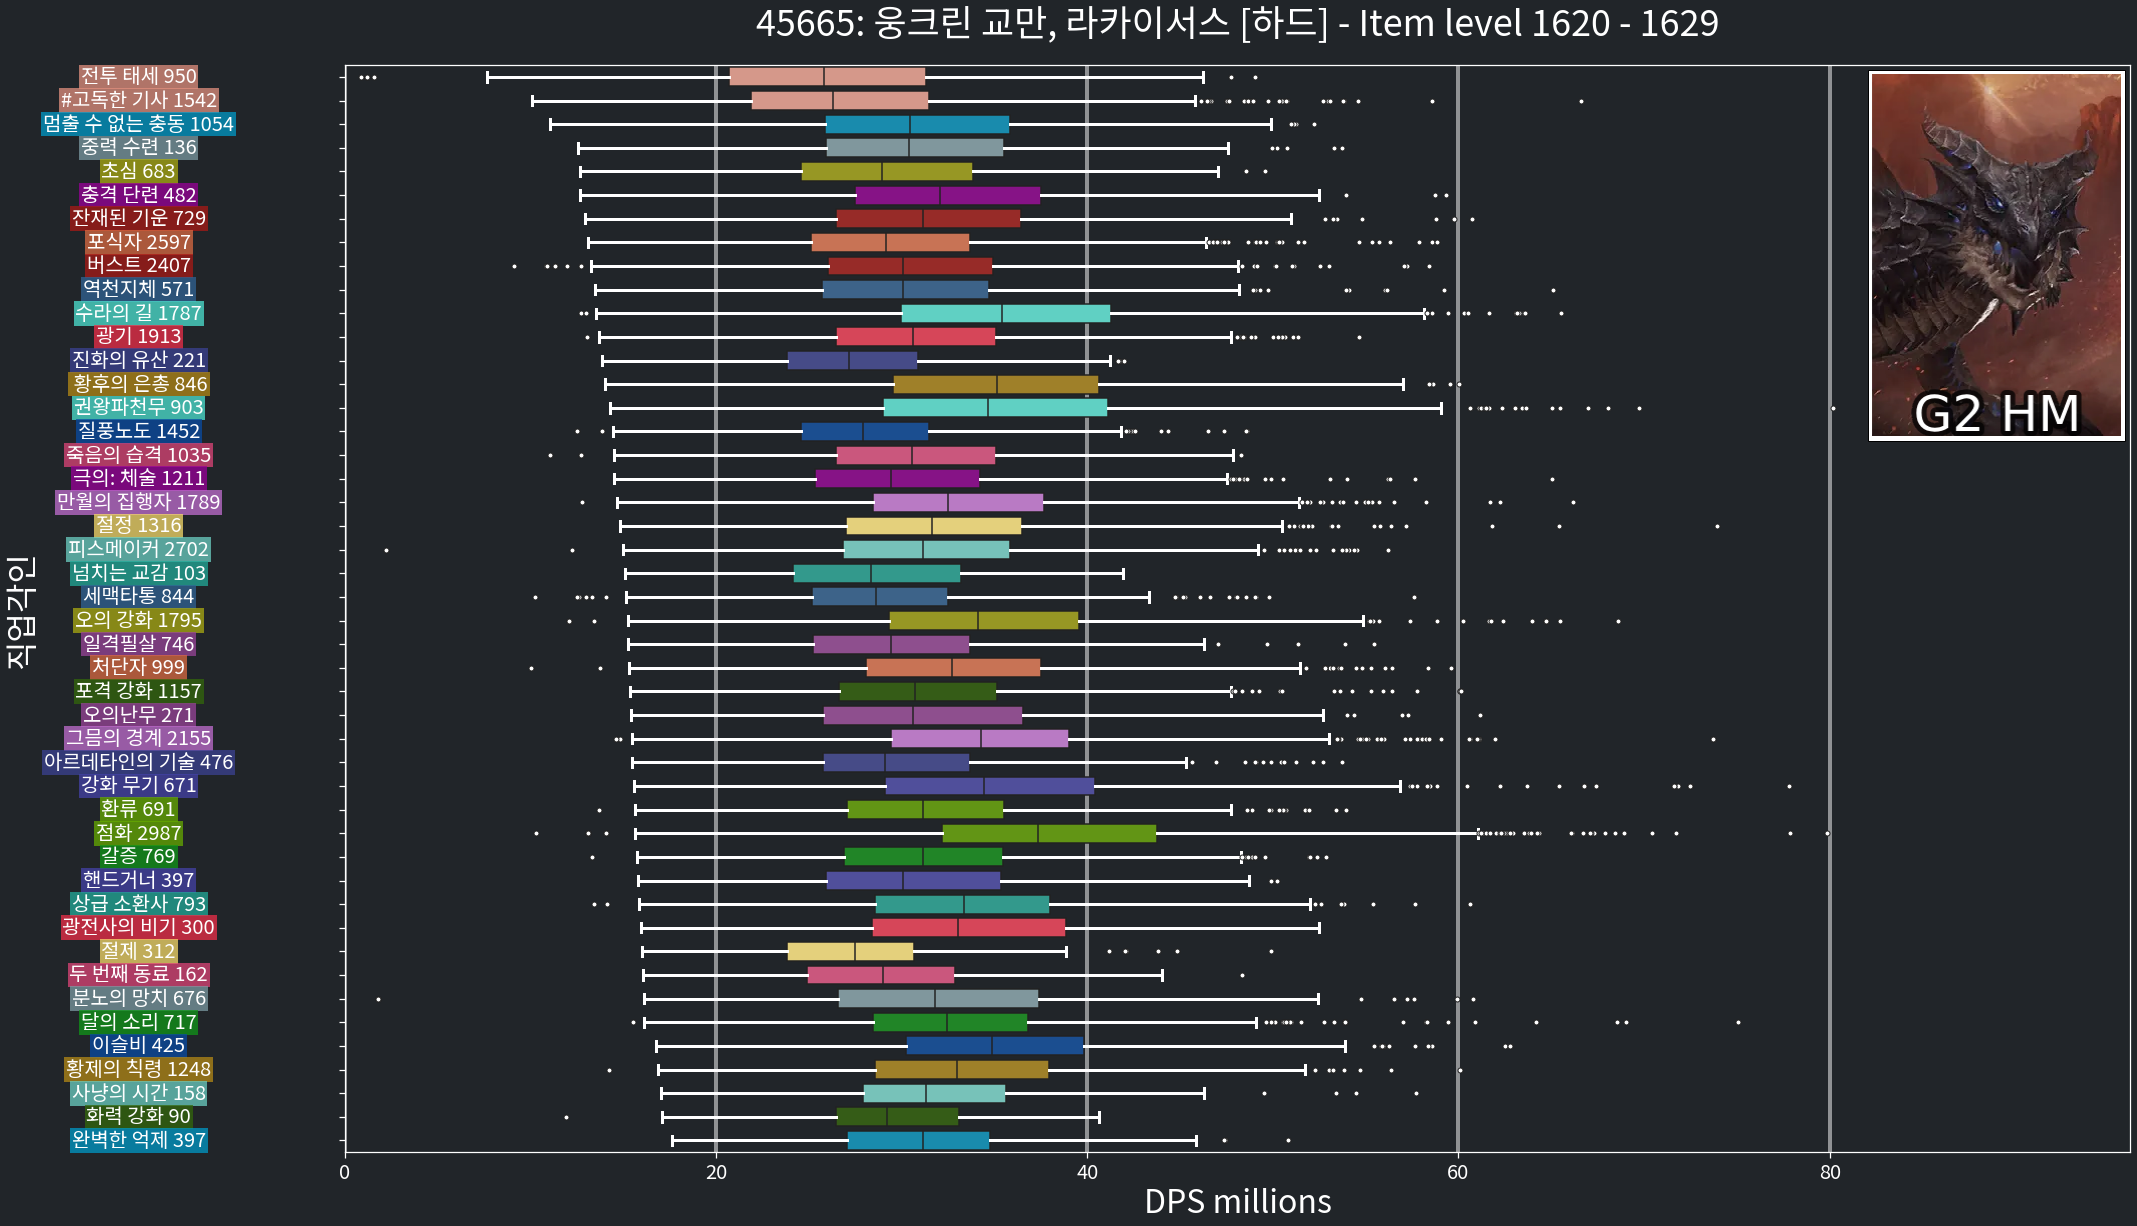 45665: 웅크린 교만, 라카이서스 [하드] - Item level 1620 - 1629
직업각인
전투 태세 950
#고독한 기사 1542
멈출 수 없는 충동 1054
중력 수련 136
초심 683
충격 단련 482
잔재된 기운 729
포식자 2597
버스트 2407
역천지체 571
수라의 길 1787
광기 1913
진화의 유산 221
황후의 은총 846
권왕파천무 903
질풍노도 1452
죽음의 습격 1035
극의: 체술 1211
만월의 집행자 1789
절정 1316
피스메이커 2702
넘치는 교감 103
세맥타통 844
오의 강화 1795
일격필살 746
처단자 999
포격 강화 1157
오의난무 271
그믐의 경계 2155
아르데타인의 기술 476
강화 무기 671
환류 691
점화 2987
갈증 769
핸드거너 397
상급 소환사 793
광전사의 비기 300
절제 312
두 번째 동료 162
분노의 망치 676
달의 소리 717
이슬비 425
황제의 칙령 1248
사냥의 시간 158
화력 강화 90
완벽한 억제 397
G2 HM
0 20 40 60 80
DPS millions